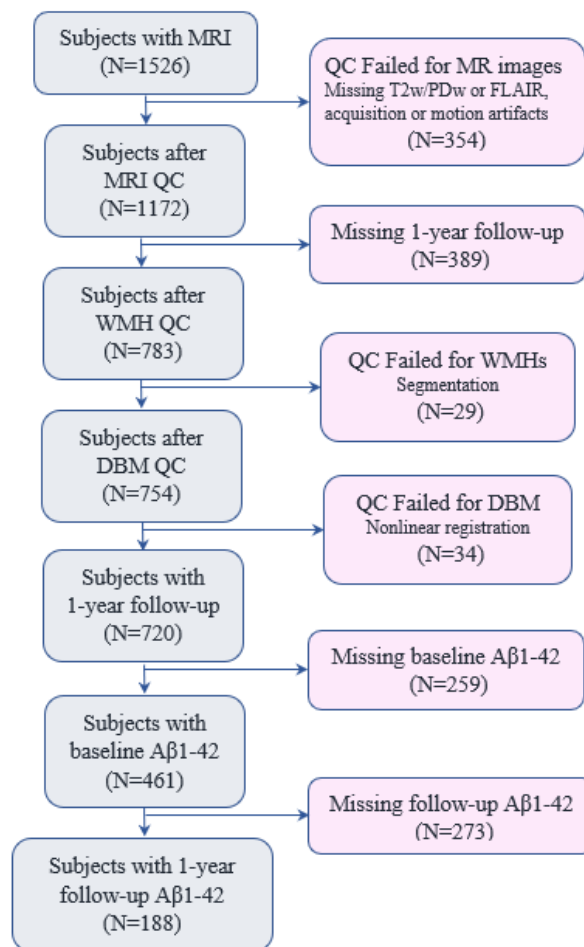 Subjects with MRI
(N=1526)
QC Failed for MR images
Missing T2w/PDw or FLAIR,
acquisition or motion artifacts
(N=354)
Subjects after
MRI QC
(N=1172)
Missing 1-year follow-up
(N=389)
Subjects after
WMH QC
(N=783)
QC Failed for WMHs
Segmentation
(N=29)
Subjects after
DBM QC
(N=754)
QC Failed for DBM
Nonlinear registration
(N=34)
Subjects with
1-year follow-up
(N=720)
Missing baseline Aβ1-42
(N=259)
Subjects with
baseline Aβ1-42
(N=461)
Missing follow-up Aβ1-42
(N=273)
Subjects with 1-year
follow-up Aβ1-42
(N=188)